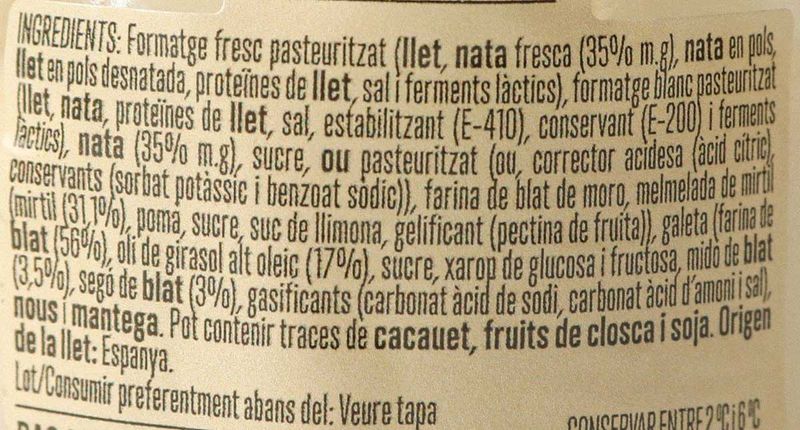 INGREDIENTS: Formatge fresc pasteuritzat (llet, nata fresca (35% m.g), nata en pols,
llet en pols desnatada, proteïnes de llet, sal i ferments làctics), formatge blanc pasteuritzat
(llet, nata, proteïnes de llet, sal, estabilitzant (E-410), conservant (E-200) i ferments
làctics), nata (35% m.g), sucre, ou pasteuritzat (ou, corrector acidesa (àcid cítric),
conservants (sorbat potàssic i benzoat sòdic)), farina de blat de moro, melmelada de mirtil
(mirtil (31,1%), poma, sucre, suc de llimona, gelificant (pectina de fruita)), galeta (farina de
blat (56%), oli de girasol alt oleic (17%), sucre, xarop de glucosa i fructosa, midó de blat
(3,5%), segó de blat (3%), gasificants (carbonat àcid de sodi, carbonat àcid d'amoni i sal),
nous i mantega. Pot contenir traces de cacauet, fruits de closca i soja. Origen
de la llet: Espanya.
Lot/Consumir preferentment abans del: Veure tapa
CONSERVAR ENTRE 2ºC i 6ºC